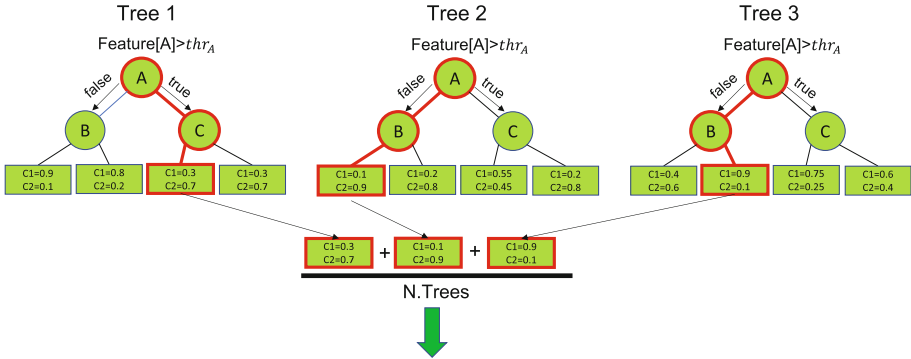 Tree 1 Tree 2 Tree 3
Feature[A]>thr_A Feature[A]>thr_A Feature[A]>thr_A
false A true false A true false A true
B C B C B C
C1=0.9 C1=0.8 C1=0.3 C1=0.3 C1=0.1 C1=0.2 C1=0.55 C1=0.2 C1=0.4 C1=0.9 C1=0.75 C1=0.6
C2=0.1 C2=0.2 C2=0.7 C2=0.7 C2=0.9 C2=0.8 C2=0.45 C2=0.8 C2=0.6 C2=0.1 C2=0.25 C2=0.4
C1=0.3 + C1=0.1 + C1=0.9
C2=0.7 C2=0.9 C2=0.1
N.Trees